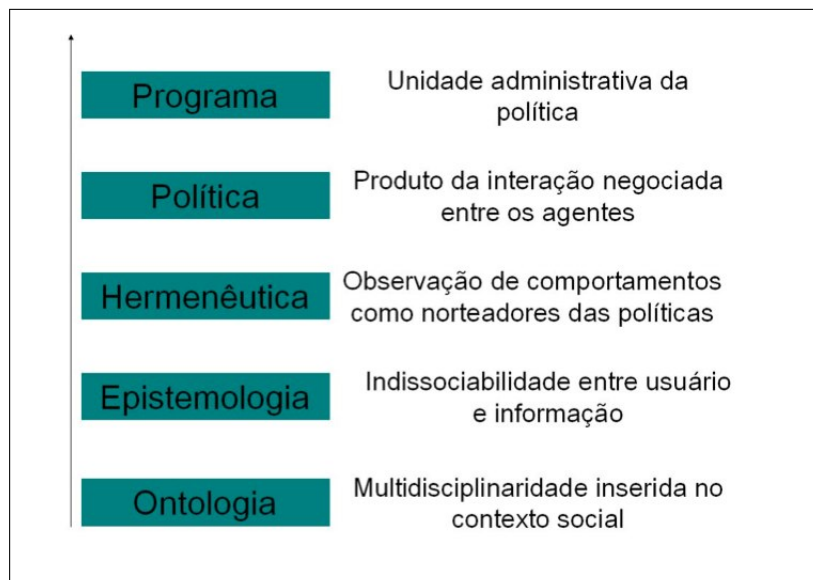 Programa
Unidade administrativa da
política
Política
Produto da interação negociada
entre os agentes
Hermenêutica
Observação de comportamentos
como norteadores das políticas
Epistemologia
Indissociabilidade entre usuário
e informação
Ontologia
Multidisciplinaridade inserida no
contexto social